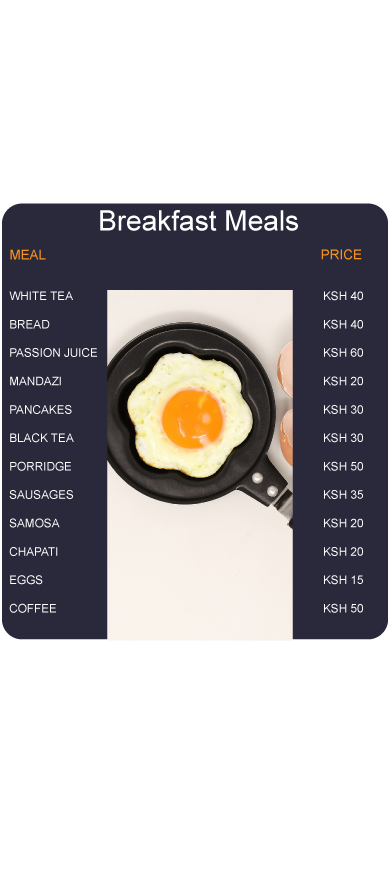 Breakfast Meals
MEAL PRICE
WHITE TEA KSH 40
BREAD KSH 40
PASSION JUICE KSH 60
MANDAZI KSH 20
PANCAKES KSH 30
BLACK TEA KSH 30
PORRIDGE KSH 50
SAUSAGES KSH 35
SAMOSA KSH 20
CHAPATI KSH 20
EGGS KSH 15
COFFEE KSH 50